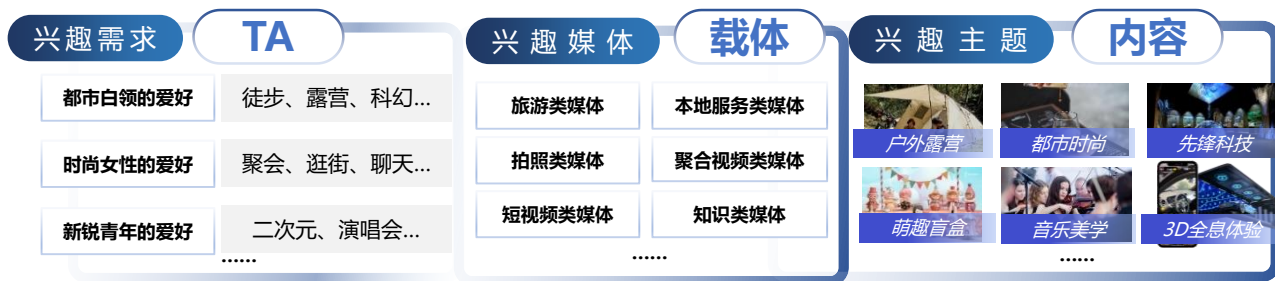 兴趣需求
TA
都市白领的爱好
徒步、露营、科幻...
时尚女性的爱好
聚会、逛街、聊天...
新锐青年的爱好
二次元、演唱会...
......
兴趣媒体
载体
旅游类媒体
本地服务类媒体
拍照类媒体
聚合视频类媒体
短视频类媒体
知识类媒体
......
兴趣主题
内容
户外露营
都市时尚
先锋科技
萌趣盲盒
音乐美学
3D全息体验
......